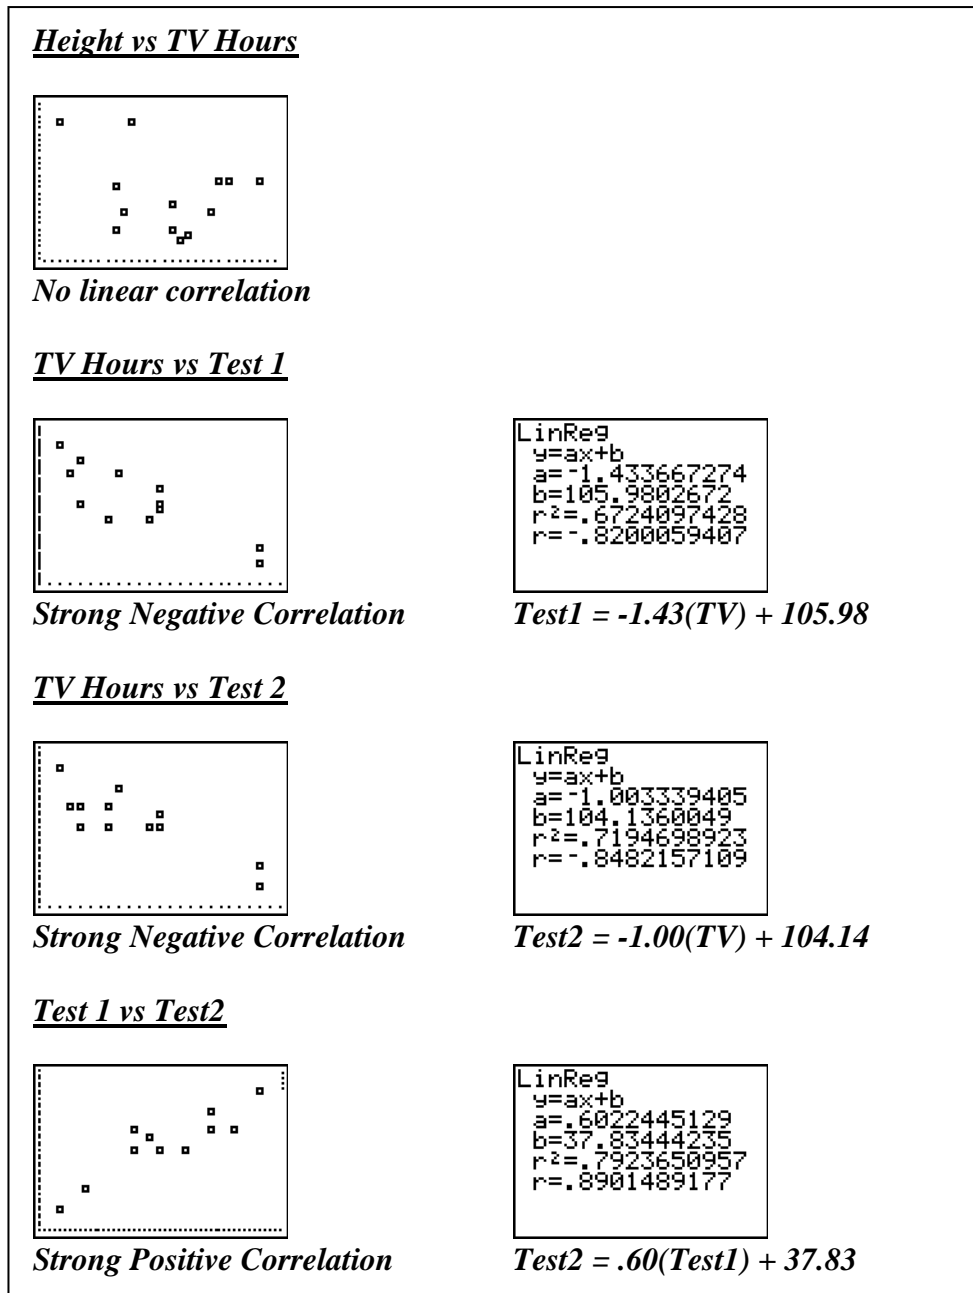 Height vs TV Hours
No linear correlation
TV Hours vs Test 1
LinReg
y=ax+b
a=-1.433667274
b=105.9802672
r²=.6724097428
r=-.8200059407
Strong Negative Correlation
Test1 = -1.43(TV) + 105.98
TV Hours vs Test 2
LinReg
y=ax+b
a=-1.003339405
b=104.1360049
r²=.7194698923
r=-.8482157109
Strong Negative Correlation
Test2 = -1.00(TV) + 104.14
Test 1 vs Test2
LinReg
y=ax+b
a=.6022445129
b=37.83444235
r²=.7923650957
r=.8901489177
Strong Positive Correlation
Test2 = .60(Test1) + 37.83